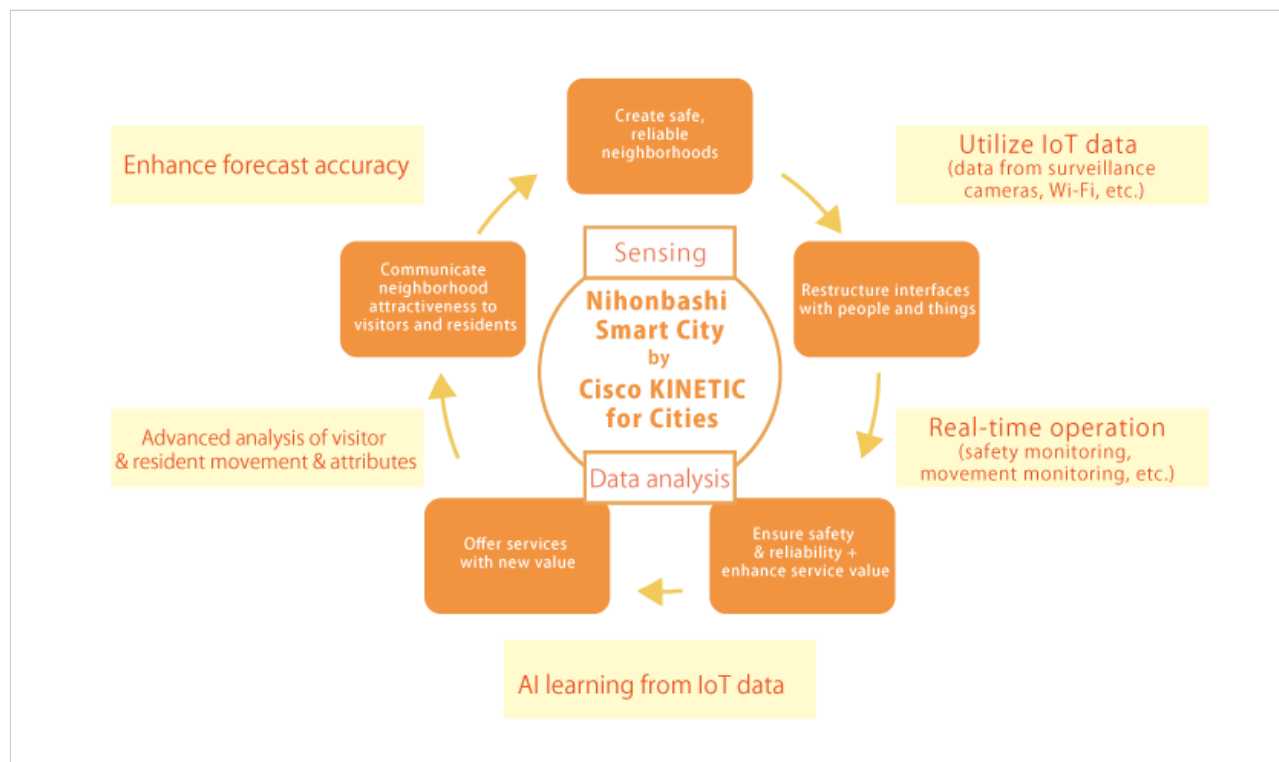 Create safe,
reliable
neighborhoods
Enhance forecast accuracy
Utilize IoT data
(data from surveillance
cameras, Wi-Fi, etc.)
Sensing
Communicate
neighborhood
attractiveness to
visitors and residents
Nihonbashi
Smart City
by
Cisco KINETIC
for Cities
Restructure interfaces
with people and things
Advanced analysis of visitor
& resident movement & attributes
Real-time operation
(safety monitoring,
movement monitoring, etc.)
Data analysis
Offer services
with new value
Ensure safety
& reliability +
enhance service value
AI learning from IoT data